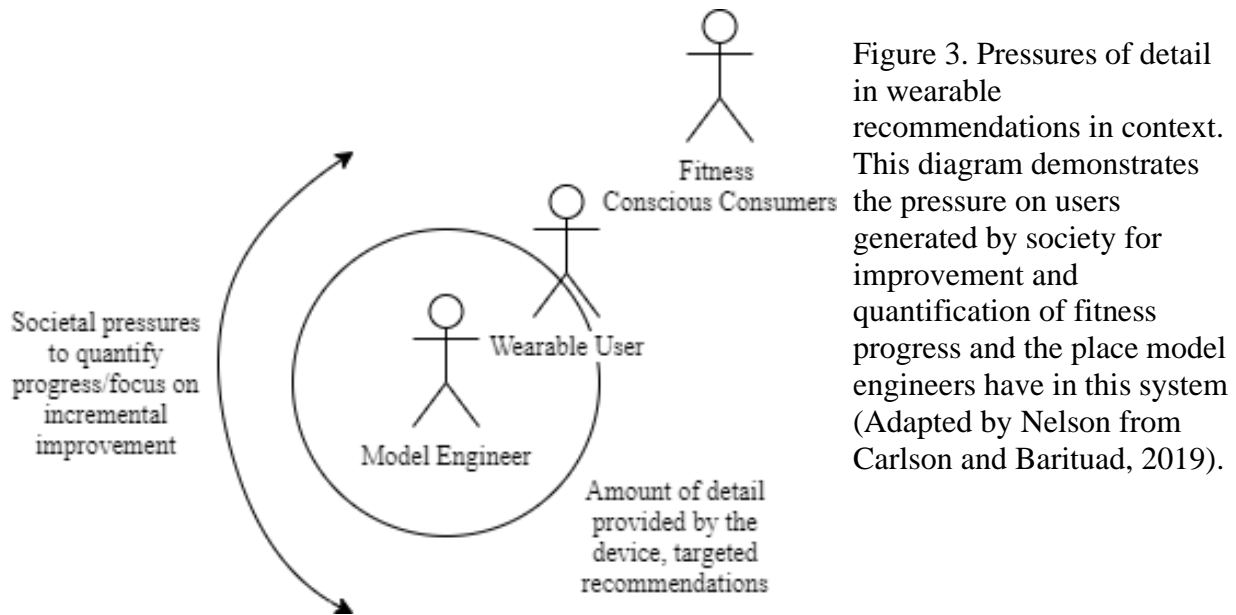 Fitness
Conscious Consumers
Wearable User
Model Engineer
Societal pressures
to quantify
progress/focus on
incremental
improvement
Amount of detail
provided by the
device, targeted
recommendations
Figure 3. Pressures of detail
in wearable
recommendations in context.
This diagram demonstrates
the pressure on users
generated by society for
improvement and
quantification of fitness
progress and the place model
engineers have in this system
(Adapted by Nelson from
Carlson and Barituad, 2019).